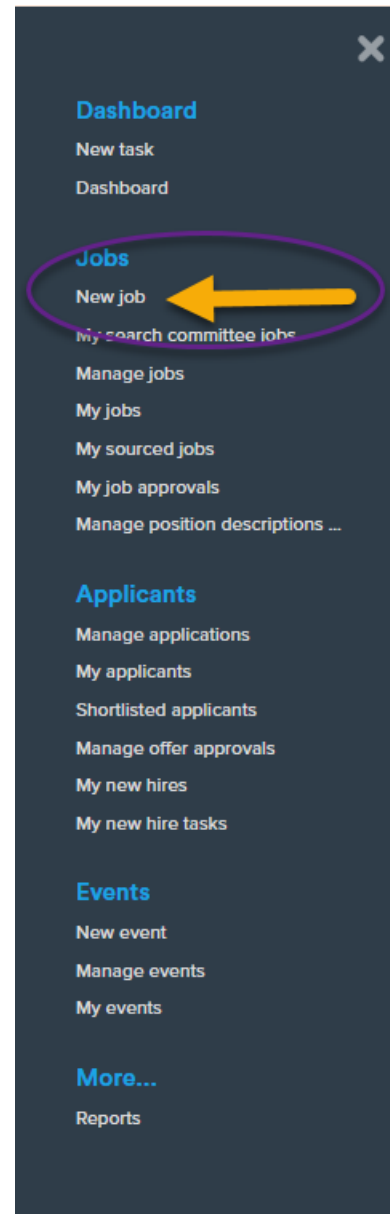 Dashboard
New task
Dashboard
Jobs
New job
My search committee jobs
Manage jobs
My jobs
My sourced jobs
My job approvals
Manage position descriptions ...
Applicants
Manage applications
My applicants
Shortlisted applicants
Manage offer approvals
My new hires
My new hire tasks
Events
New event
Manage events
My events
More...
Reports